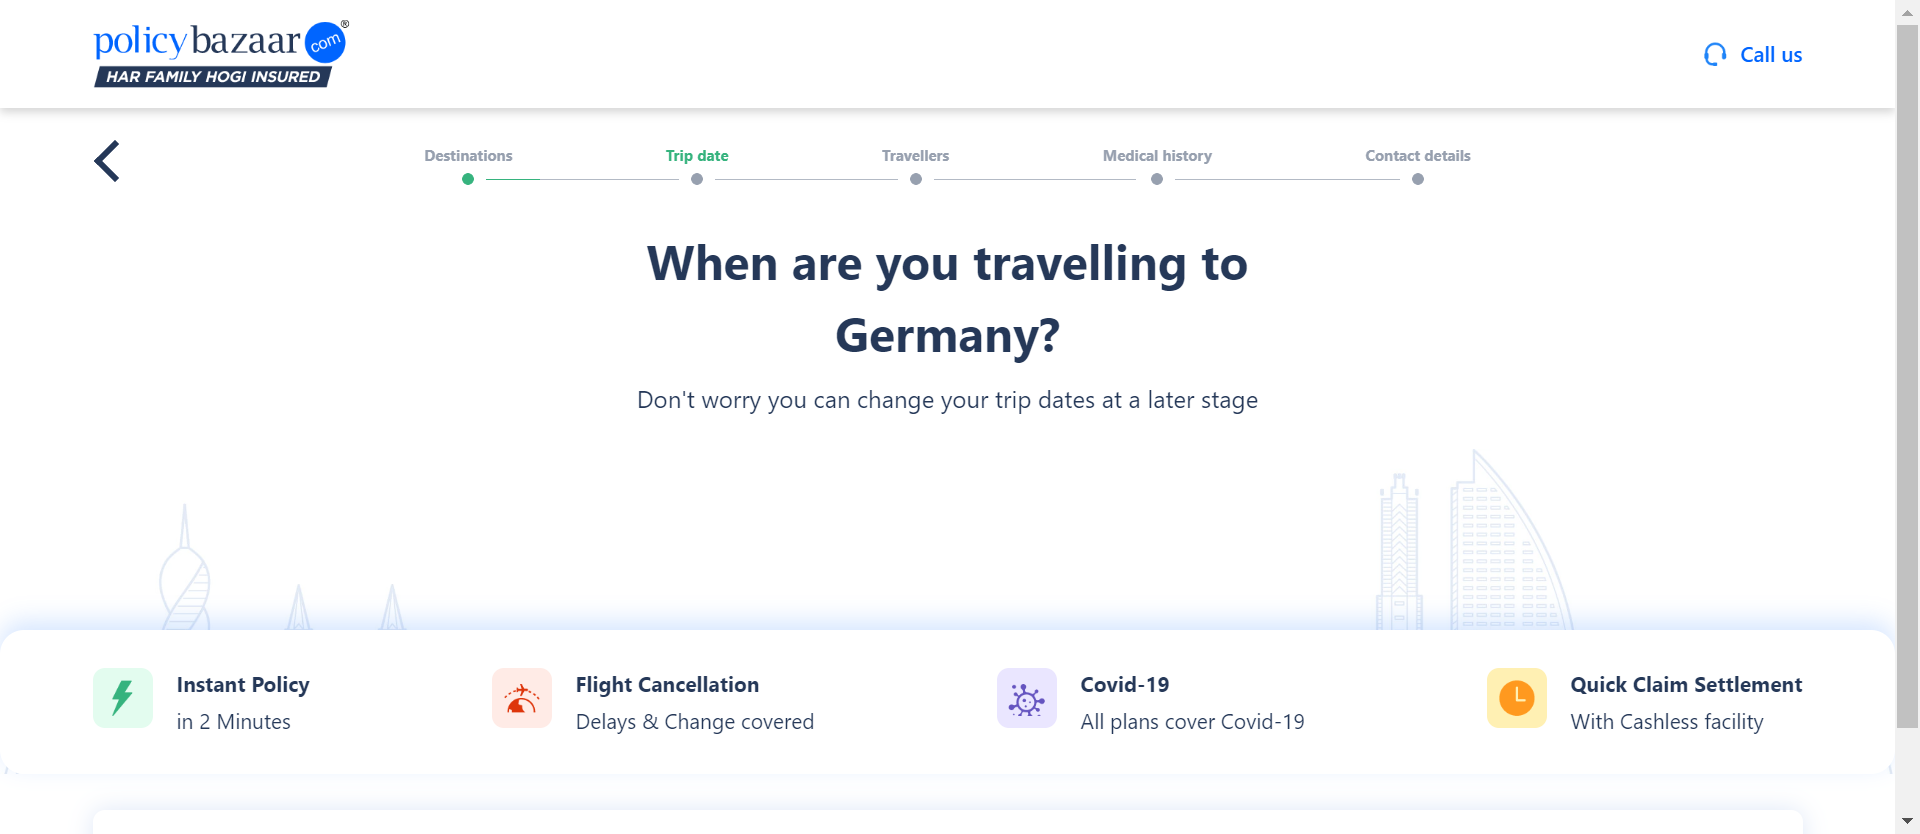 policybazaar com ®
HAR FAMILY HOGI INSURED
Call us
Destinations
Trip date
Travellers
Medical history
Contact details
When are you travelling to
Germany?
Don't worry you can change your trip dates at a later stage
Instant Policy
in 2 Minutes
Flight Cancellation
Delays & Change covered
Covid-19
All plans cover Covid-19
Quick Claim Settlement
With Cashless facility